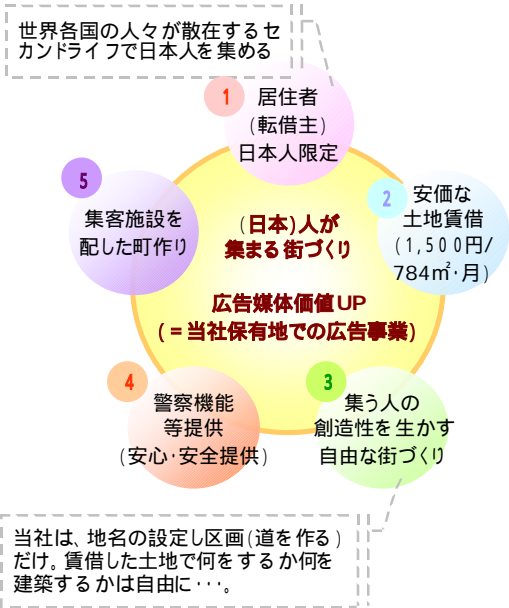 世界各国の人々が散在するセ
カンドライフで日本人を集める
1
居住者
(転借主)
日本人限定
5
集客施設を
配した町作り
2
安価な
土地賃借
(1,500円/
784㎡・月)
(日本)人が
集まる街づくり
広告媒体価値UP
(=当社保有地での広告事業)
4
警察機能
等提供
(安心・安全提供)
3
集う人の
創造性を生かす
自由な街づくり
当社は、地名の設定し区画(道を作る)
だけ。賃借した土地で何をするか何を
建築するかは自由に・・・。